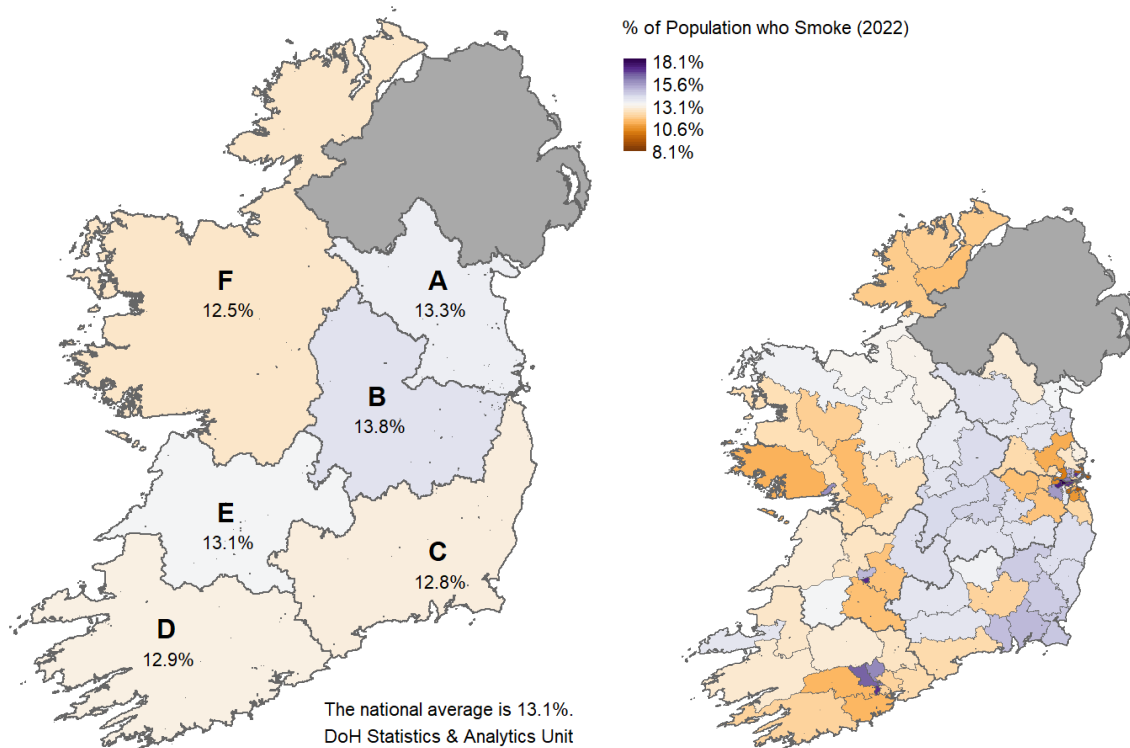 % of Population who Smoke (2022)
18.1%
15.6%
13.1%
10.6%
8.1%
F
12.5%
A
13.3%
B
13.8%
E
13.1%
C
12.8%
D
12.9%
The national average is 13.1%.
DoH Statistics & Analytics Unit